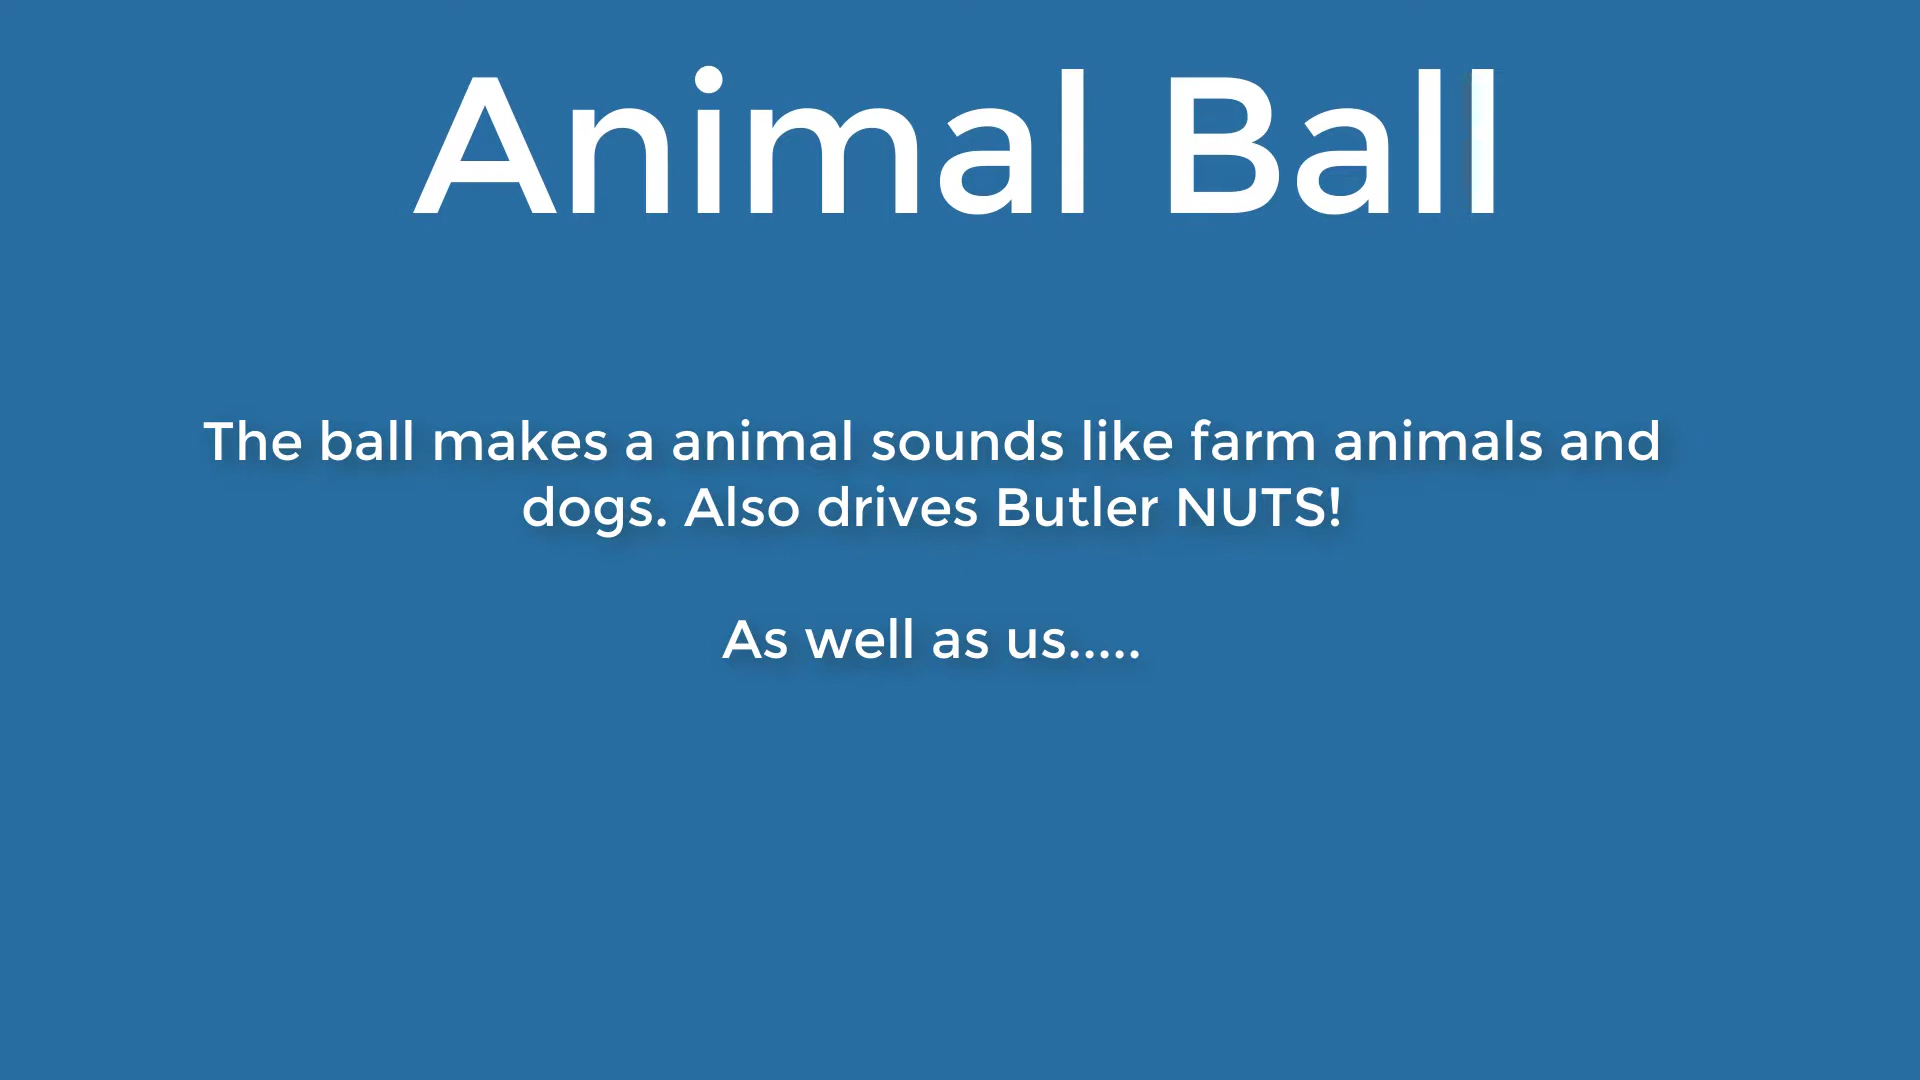 Animal Ball
The ball makes a animal sounds like farm animals and
dogs. Also drives Butler NUTS!
As well as us.....